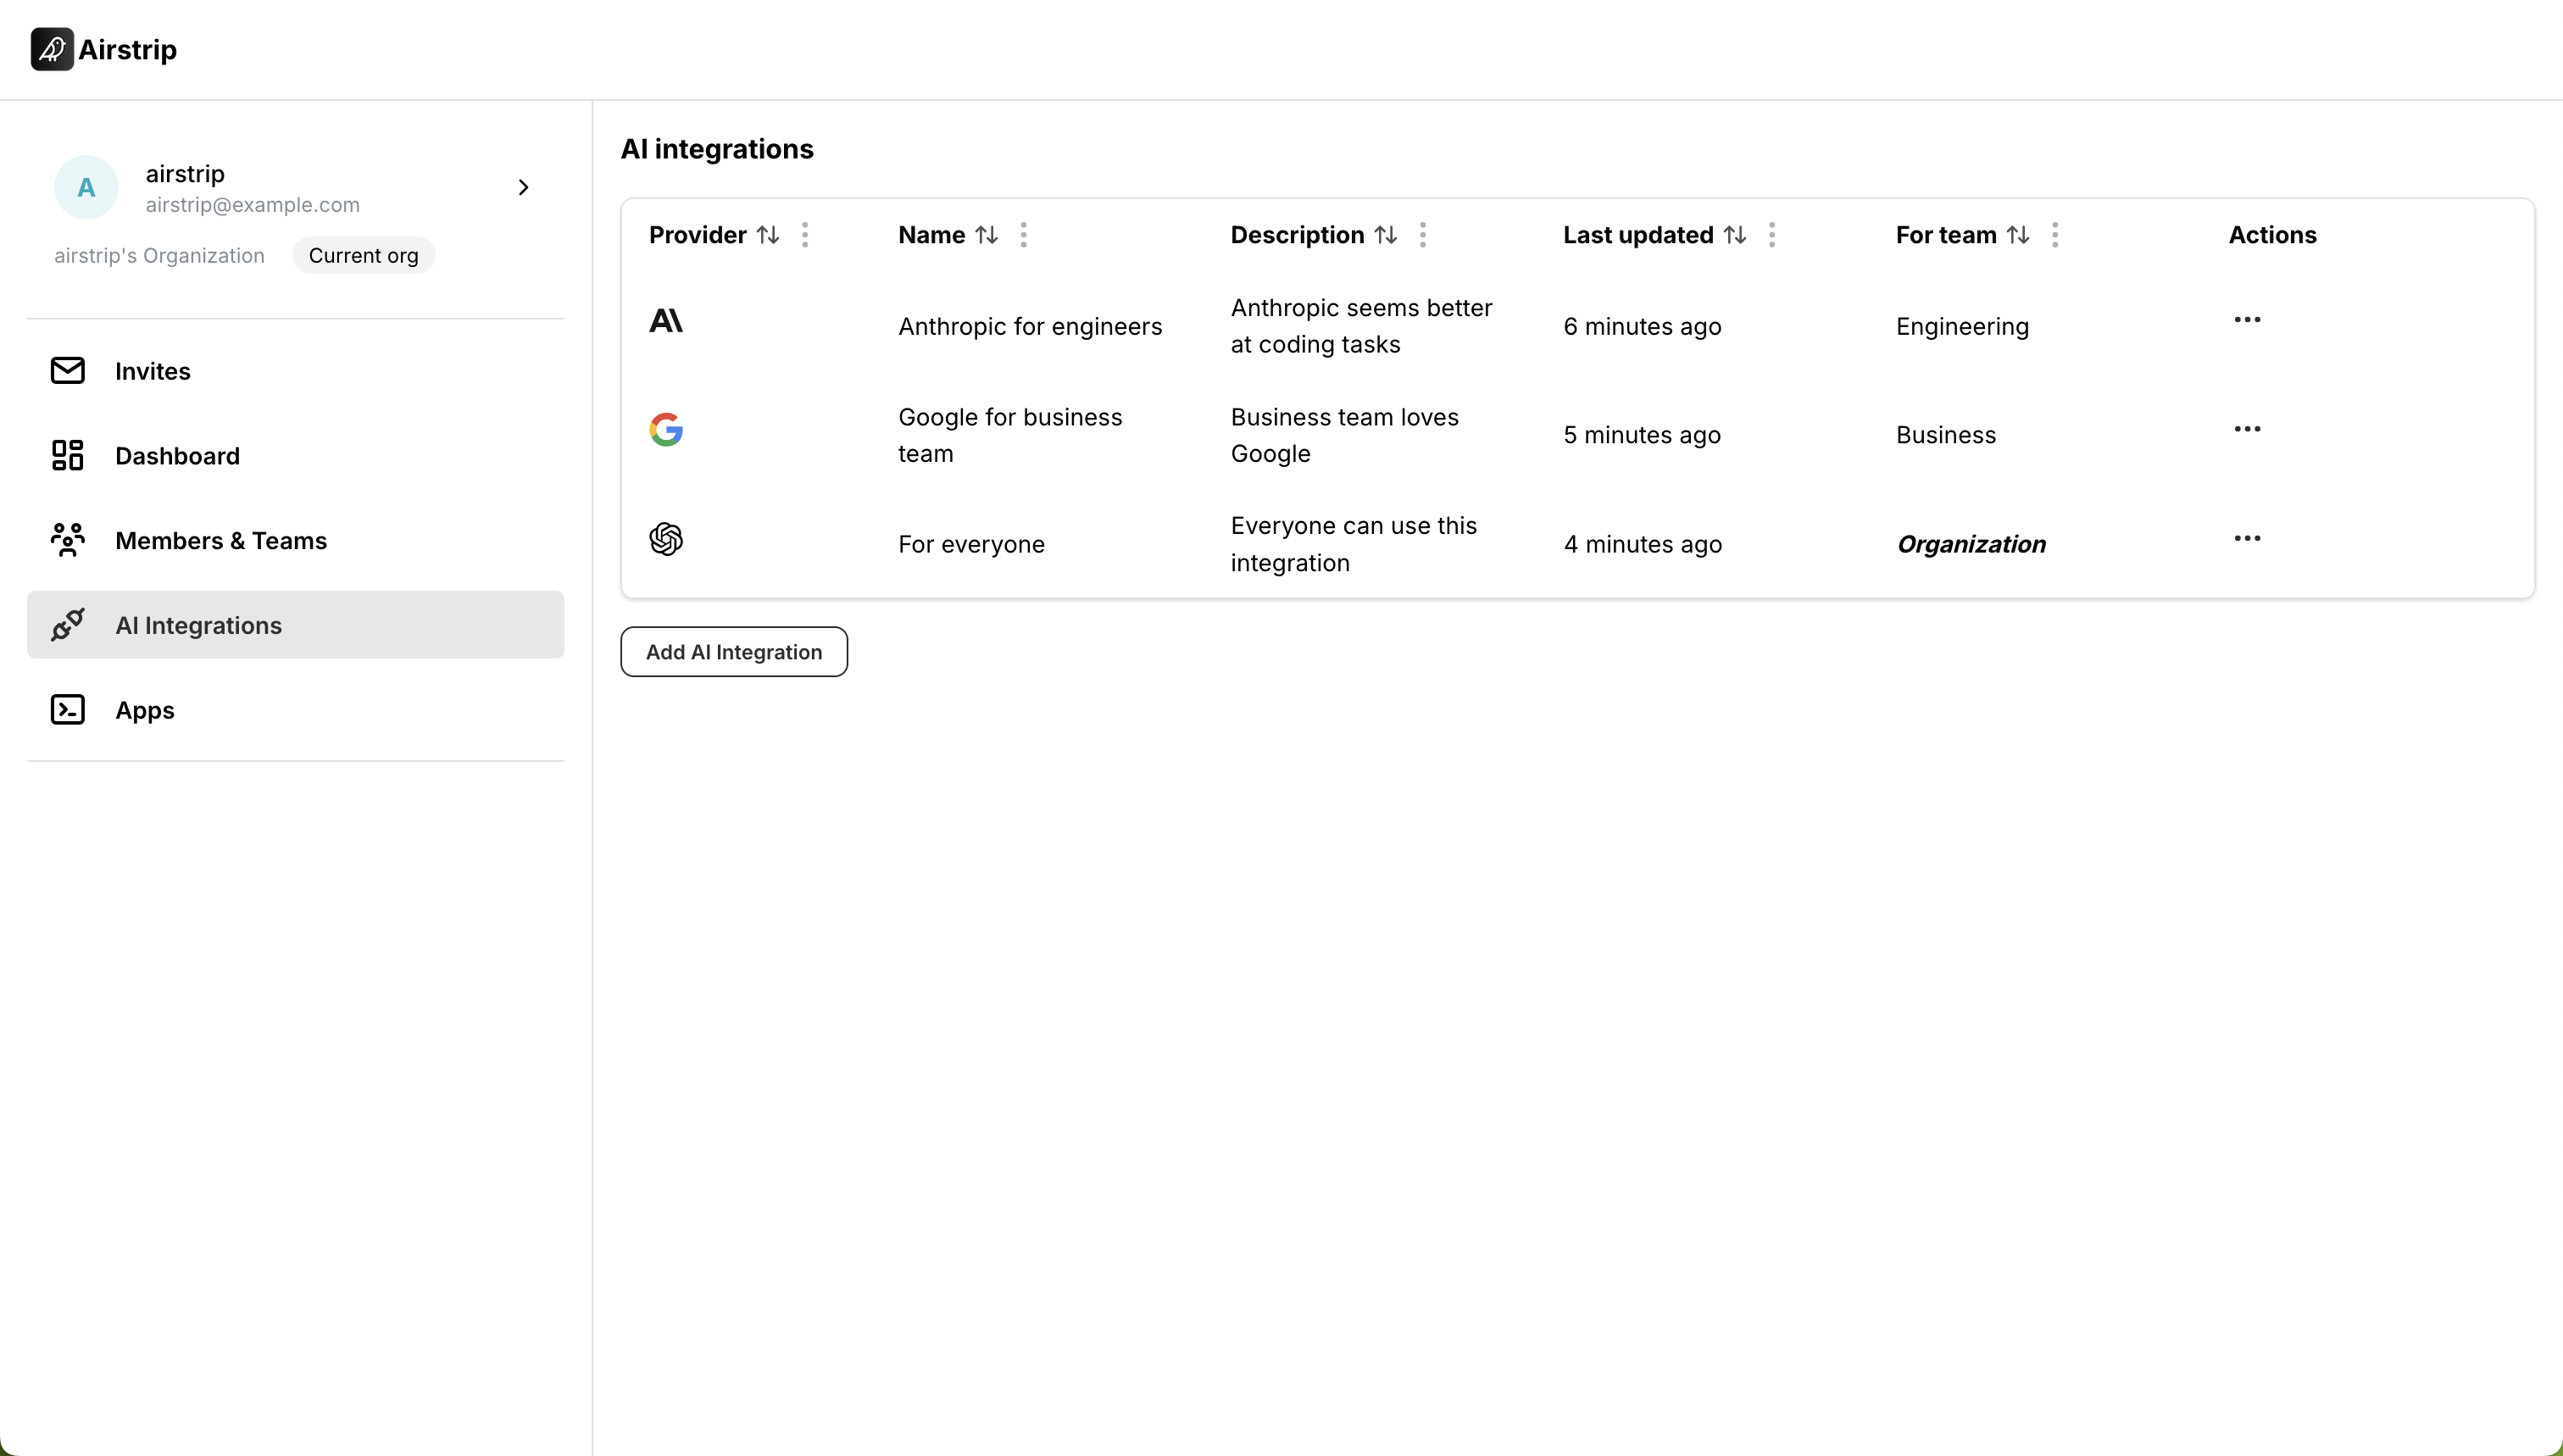 Airstrip
A
airstrip
airstrip@example.com
airstrip's Organization Current org
Invites
Dashboard
Members & Teams
AI Integrations
Apps
AI integrations
Provider Name Description Last updated For team Actions
Anthropic for engineers
Anthropic seems better
at coding tasks
6 minutes ago
Engineering
Google for business
team
Business team loves
Google
5 minutes ago
Business
For everyone
Everyone can use this
integration
4 minutes ago
Organization
Add AI Integration